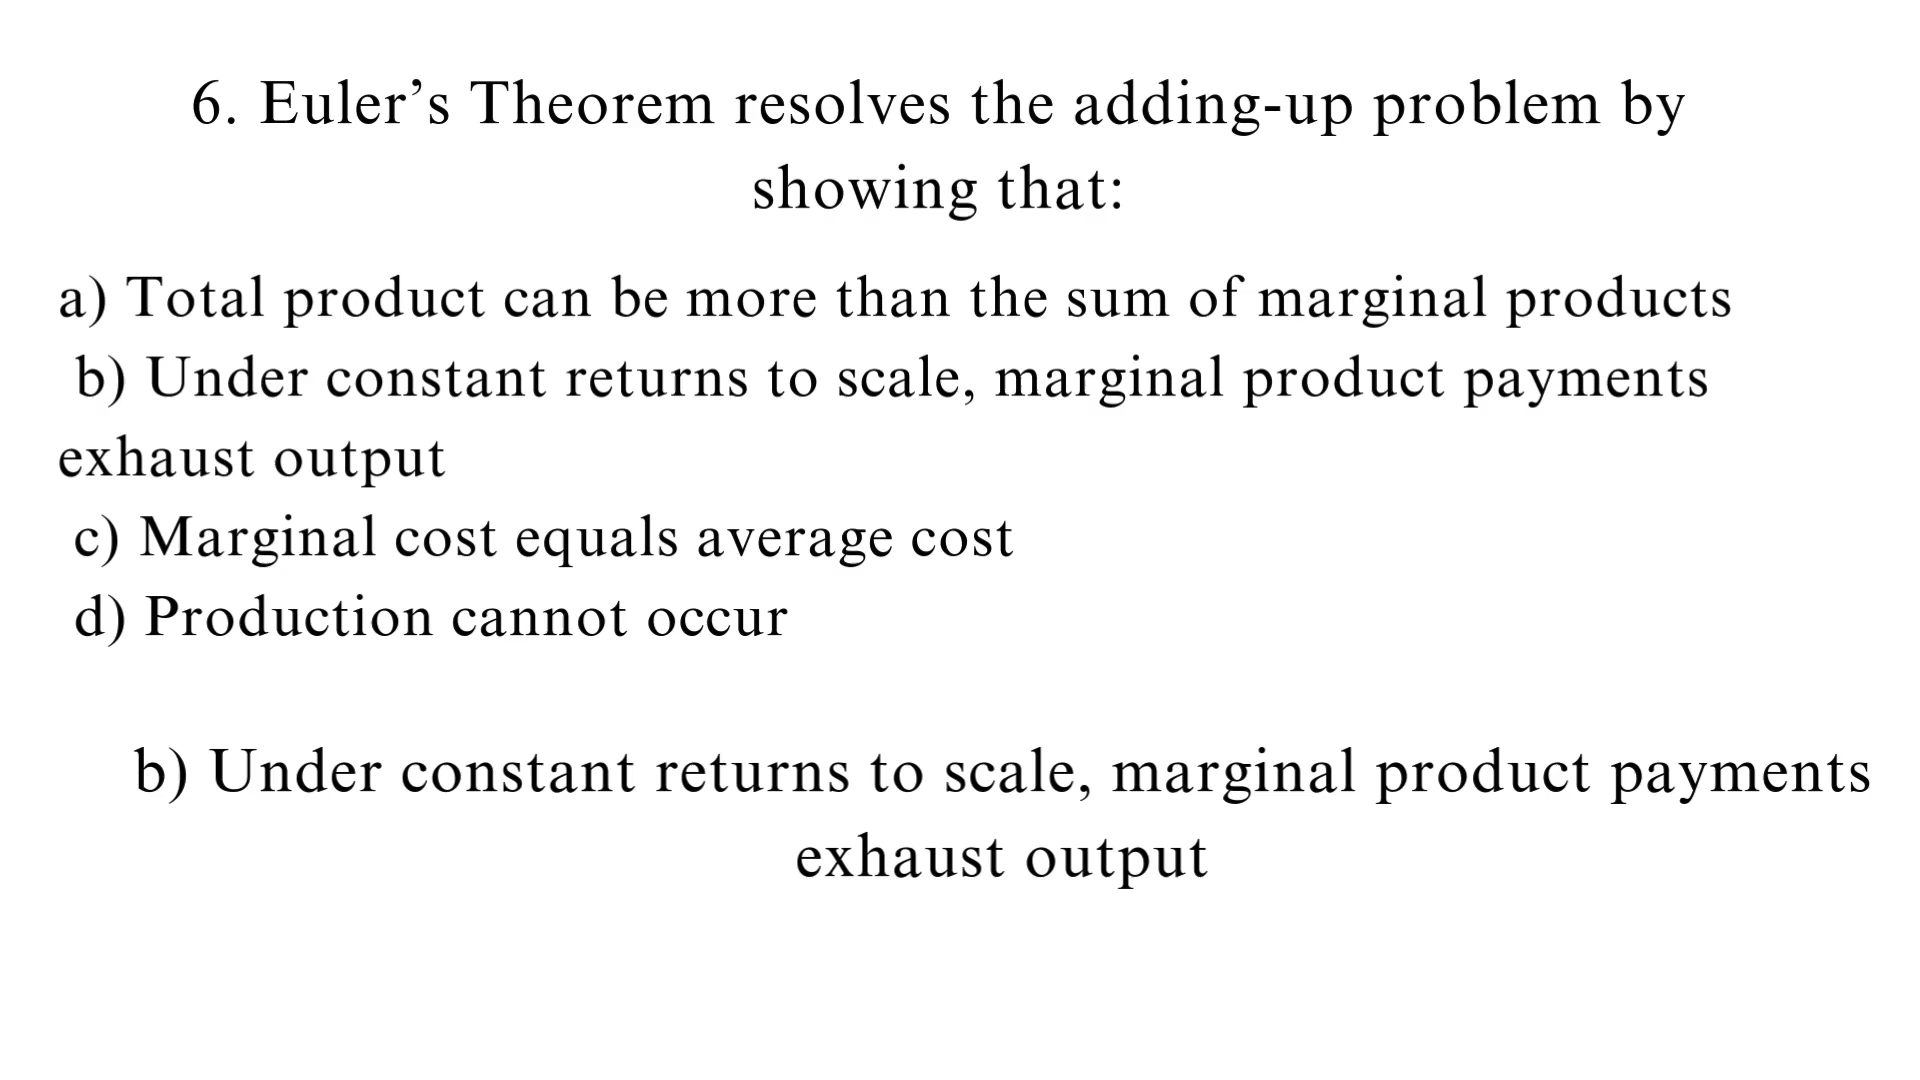 6. Euler’s Theorem resolves the adding-up problem by
showing that:
a) Total product can be more than the sum of marginal products
b) Under constant returns to scale, marginal product payments
exhaust output
c) Marginal cost equals average cost
d) Production cannot occur
b) Under constant returns to scale, marginal product payments
exhaust output